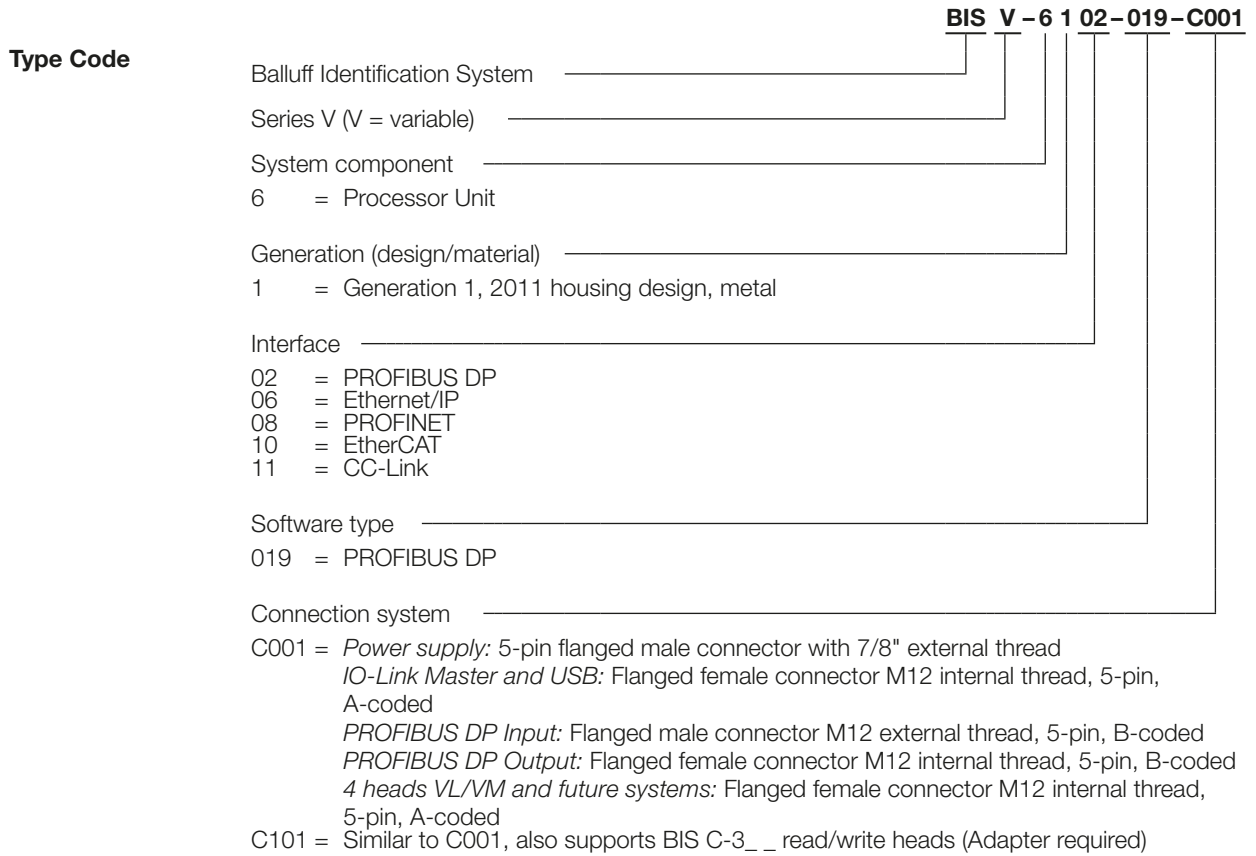 BIS V – 6 1 02 – 019 – C001
Type Code
Balluff Identification System
Series V (V = variable)
System component
6 = Processor Unit
Generation (design/material)
1 = Generation 1, 2011 housing design, metal
Interface
02 = PROFIBUS DP
06 = Ethernet/IP
08 = PROFINET
10 = EtherCAT
11 = CC-Link
Software type
019 = PROFIBUS DP
Connection system
C001 = Power supply: 5-pin flanged male connector with 7/8" external thread
IO-Link Master and USB: Flanged female connector M12 internal thread, 5-pin,
A-coded
PROFIBUS DP Input: Flanged male connector M12 external thread, 5-pin, B-coded
PROFIBUS DP Output: Flanged female connector M12 internal thread, 5-pin, B-coded
4 heads VL/VM and future systems: Flanged female connector M12 internal thread,
5-pin, A-coded
C101 = Similar to C001, also supports BIS C-3_ _ read/write heads (Adapter required)